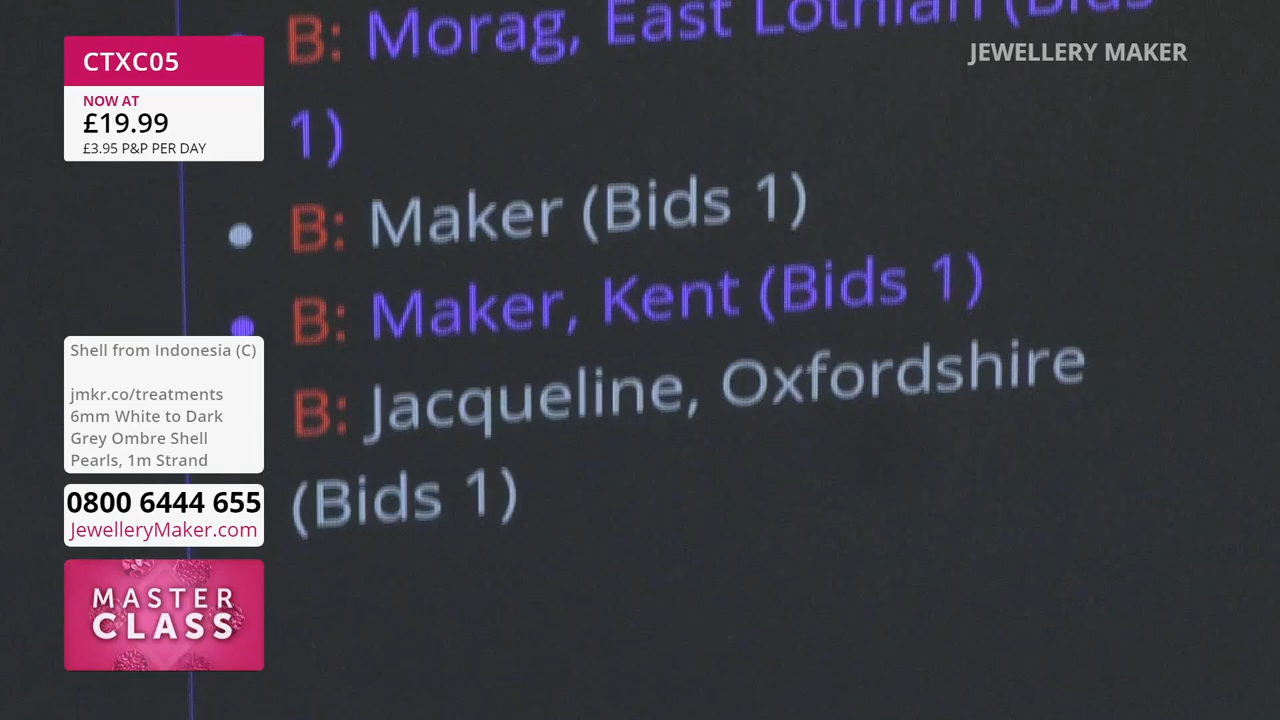 CTXC05
NOW AT
£19.99
£3.95 P&P PER DAY
JEWELLERY MAKER
B: Morag, East Lothian (Bids
1)
B: Maker (Bids 1)
B: Maker, Kent (Bids 1)
B: Jacqueline, Oxfordshire
(Bids 1)
Shell from Indonesia (C)
jmkr.co/treatments
6mm White to Dark
Grey Ombre Shell
Pearls, 1m Strand
0800 6444 655
JewelleryMaker.com
MASTER
CLASS